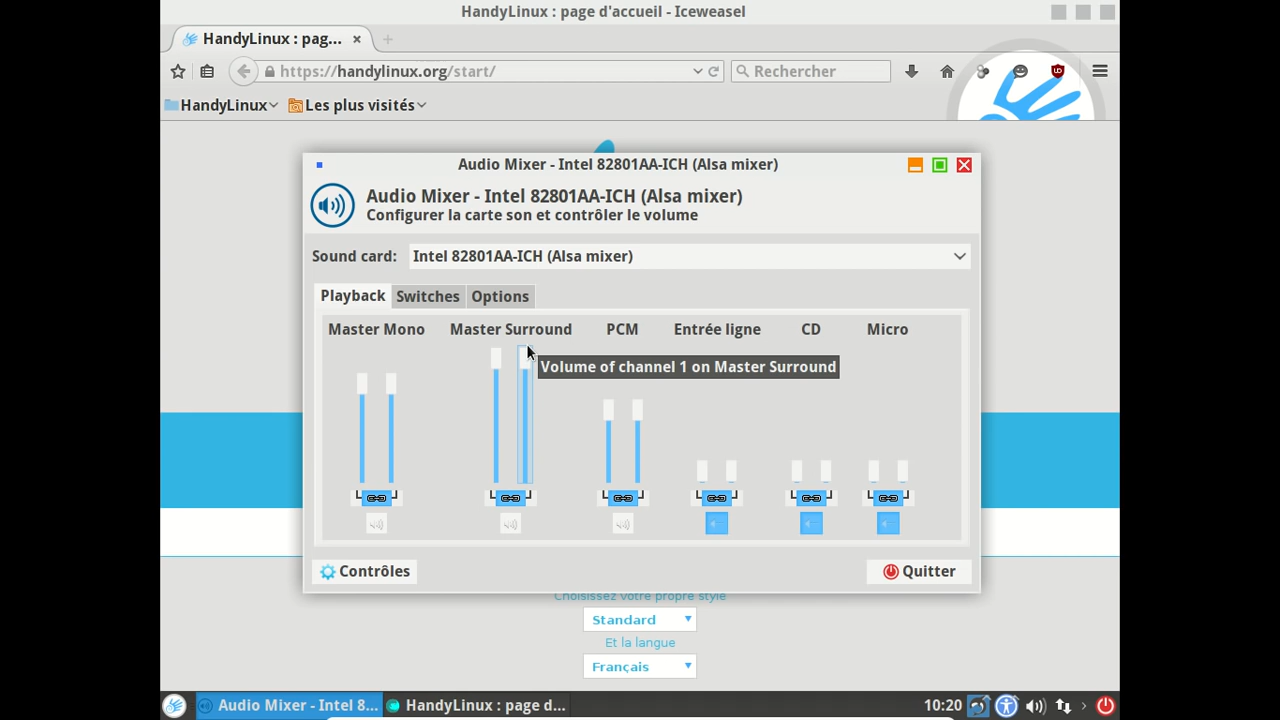 HandyLinux : page d'accueil - Iceweasel
HandyLinux : pag...
https://handylinux.org/start/
Rechercher
HandyLinux
Les plus visités
Audio Mixer - Intel 82801AA-ICH (Alsa mixer)
Audio Mixer - Intel 82801AA-ICH (Alsa mixer)
Configurer la carte son et contrôler le volume
Sound card: Intel 82801AA-ICH (Alsa mixer)
Playback Switches Options
Master Mono Master Surround PCM Entrée ligne CD Micro
Volume of channel 1 on Master Surround
Contrôles Quitter
Choisissez votre propre style
Standard
Et la langue
Français
Audio Mixer - Intel 8... HandyLinux : page d... 10:20